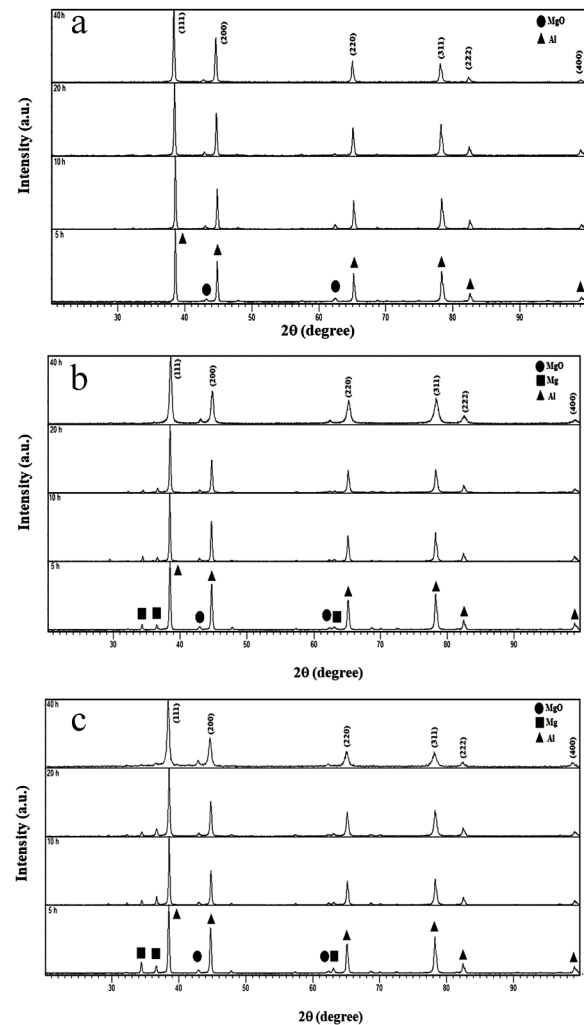 a
40 h
(111)
(200)
(220)
(311)
(222)
(400)
MgO
Al
20 h
10 h
5 h
Intensity (a.u.)
30 40 50 60 70 80 90
2θ (degree)
b
40 h
(111)
(200)
(220)
(311)
(222)
(400)
MgO
Mg
Al
20 h
10 h
5 h
Intensity (a.u.)
30 40 50 60 70 80 90
2θ (degree)
c
40 h
(111)
(200)
(220)
(311)
(222)
(400)
MgO
Mg
Al
20 h
10 h
5 h
Intensity (a.u.)
30 40 50 60 70 80 90
2θ (degree)